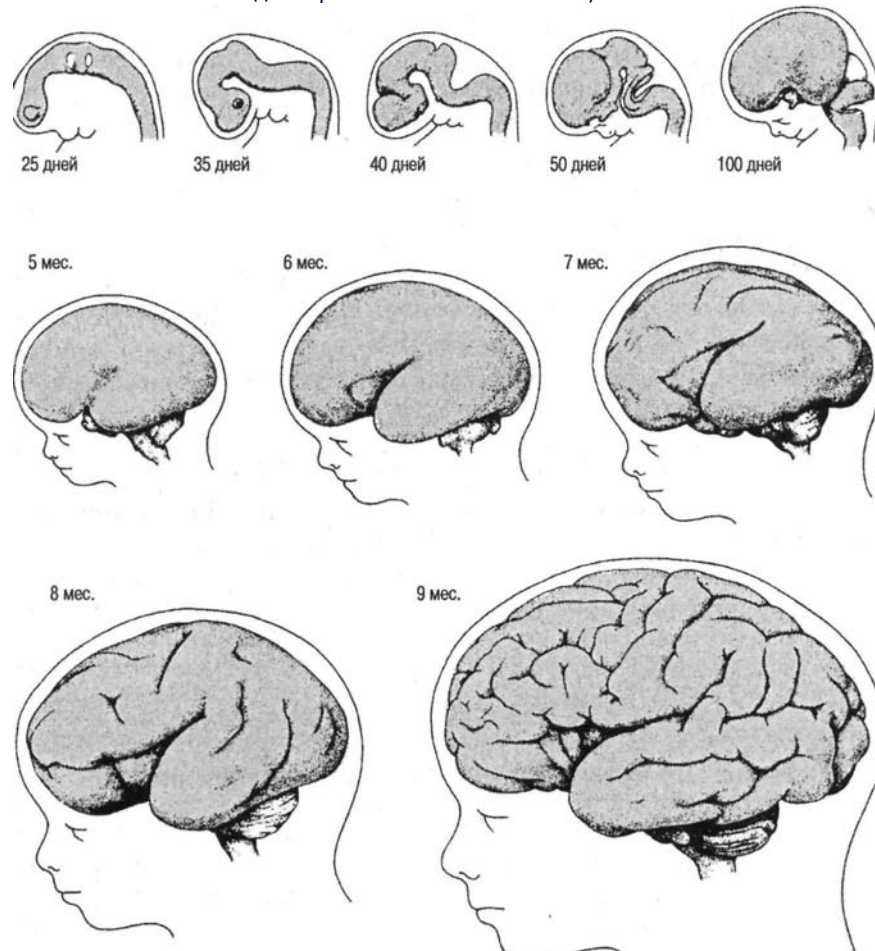 25 дней
35 дней
40 дней
50 дней
100 дней
5 мес.
6 мес.
7 мес.
8 мес.
9 мес.